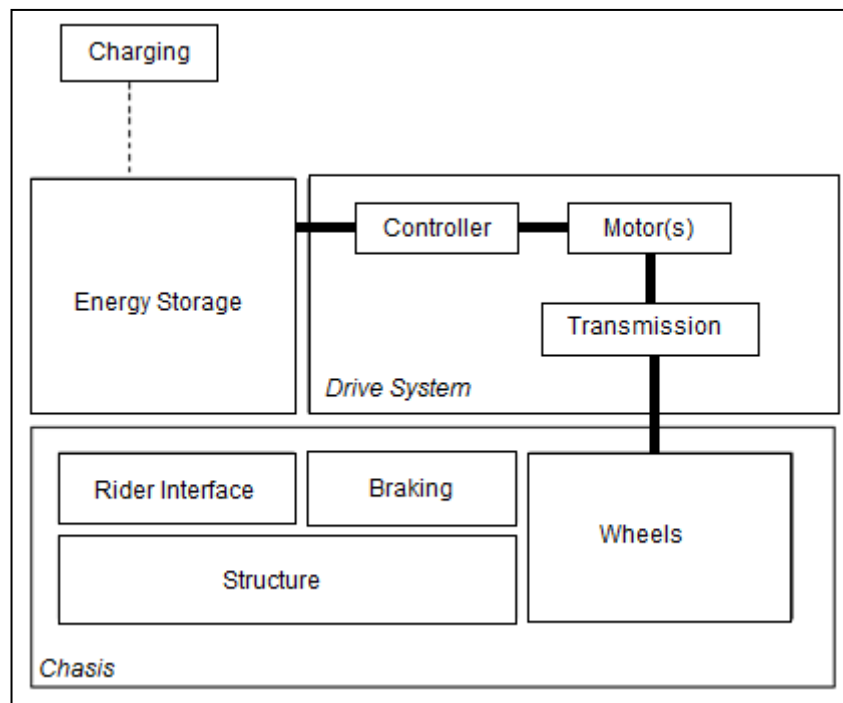 Charging
Energy Storage
Controller
Motor(s)
Transmission
Drive System
Rider Interface
Braking
Wheels
Structure
Chasis